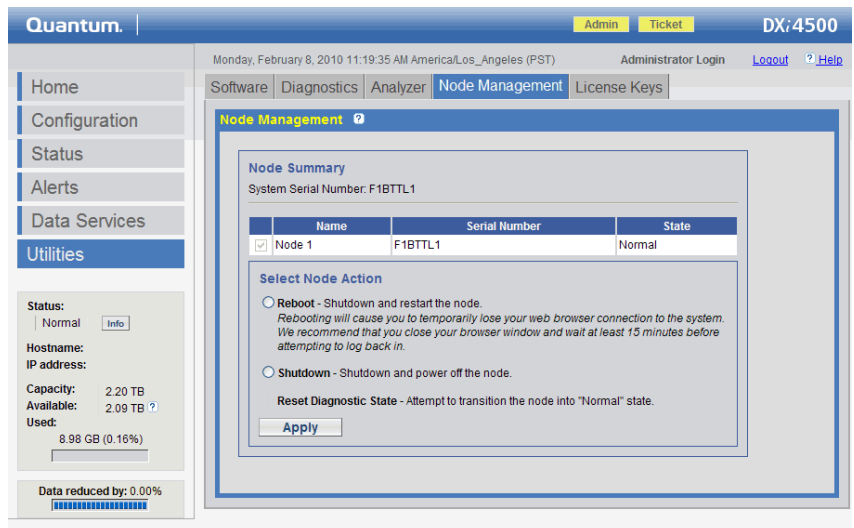 Quantum.
Admin
Ticket
DXi4500
Monday, February 8, 2010 11:19:35 AM America/Los_Angeles (PST)
Administrator Login
Logout
? Help
Home
Configuration
Status
Alerts
Data Services
Utilities
Software
Diagnostics
Analyzer
Node Management
License Keys
Node Management ?
Node Summary
System Serial Number: F1BTTL1
Name Serial Number State
Node 1 F1BTTL1 Normal
Select Node Action
Reboot - Shutdown and restart the node.
Rebooting will cause you to temporarily lose your web browser connection to the system.
We recommend that you close your browser window and wait at least 15 minutes before
attempting to log back in.
Shutdown - Shutdown and power off the node.
Reset Diagnostic State - Attempt to transition the node into "Normal" state.
Apply
Status:
Normal Info
Hostname:
IP address:
Capacity: 2.20 TB
Available: 2.09 TB ?
Used:
8.98 GB (0.16%)
Data reduced by: 0.00%